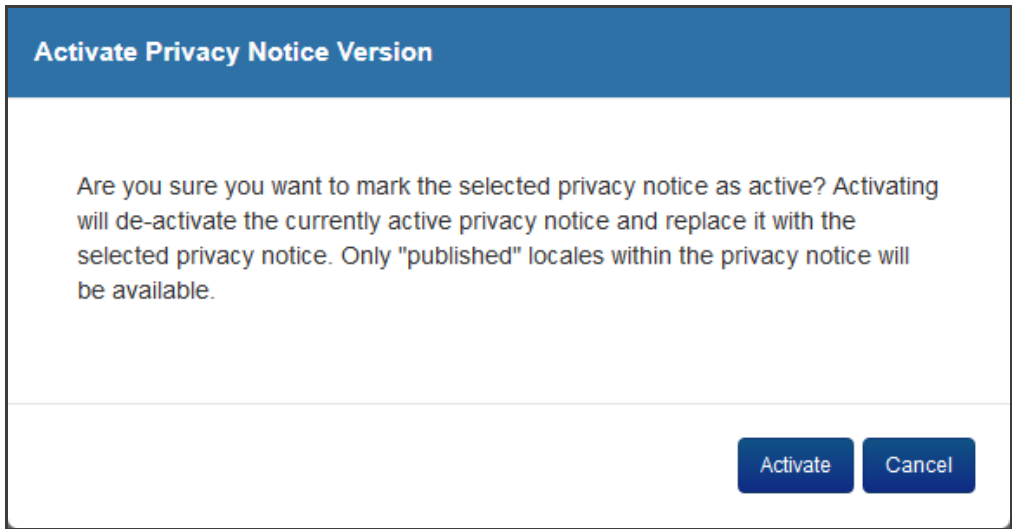 Activate Privacy Notice Version
Are you sure you want to mark the selected privacy notice as active? Activating
will de-activate the currently active privacy notice and replace it with the
selected privacy notice. Only "published" locales within the privacy notice will
be available.
Activate
Cancel